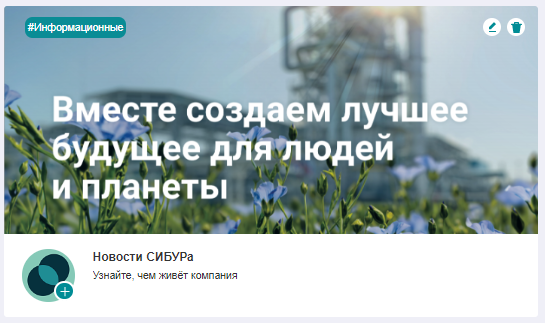 #Информационные
Вместе создаем лучшее
будущее для людей
и планеты
Новости СИБУРа
Узнайте, чем живёт компания